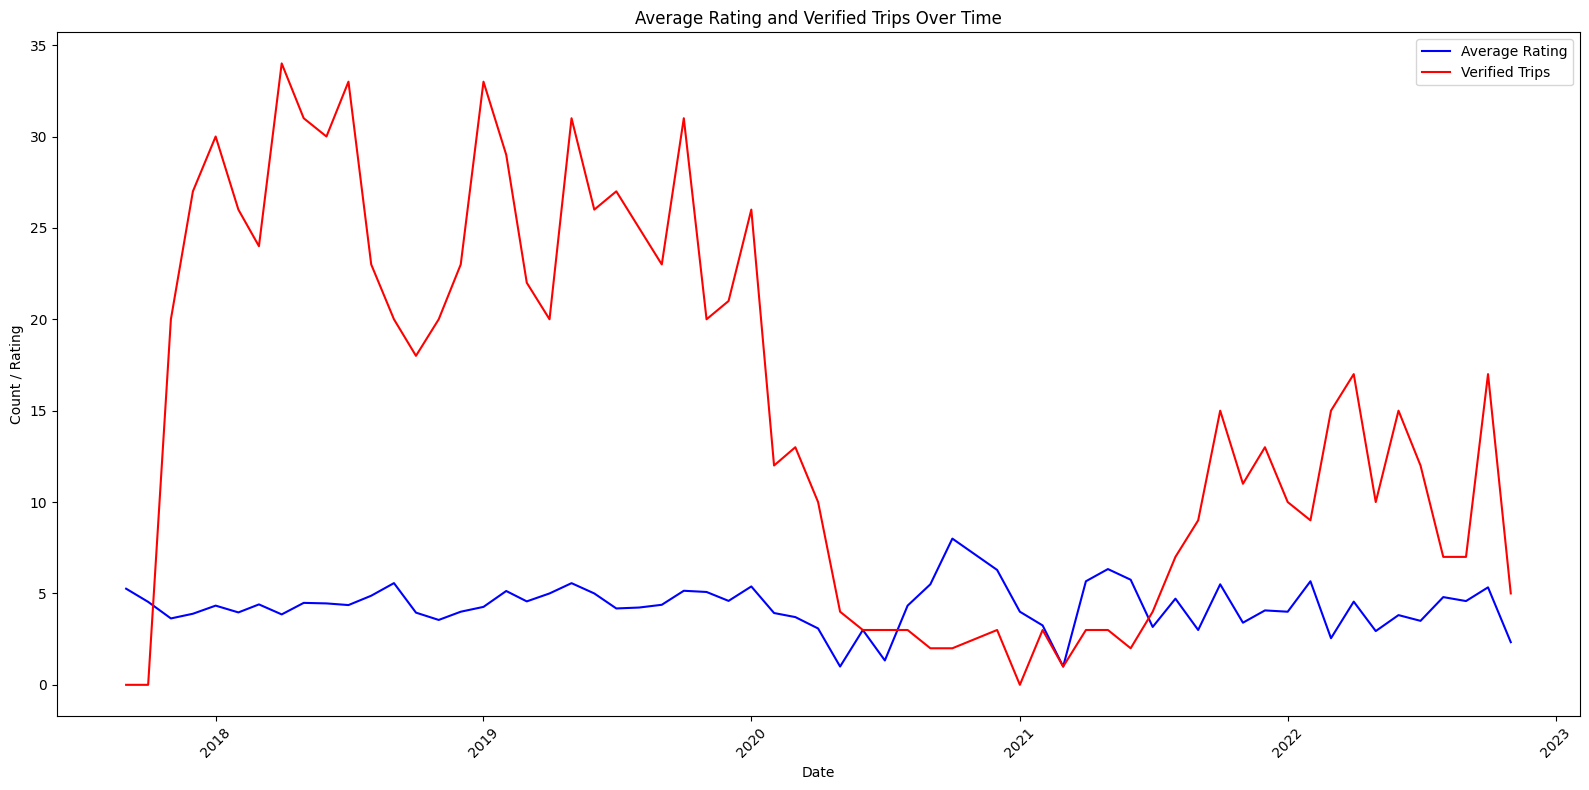 Average Rating and Verified Trips Over Time
Average Rating
Verified Trips
Count / Rating
35
30
25
20
15
10
5
0
2018
2019
2020
2021
2022
2023
Date